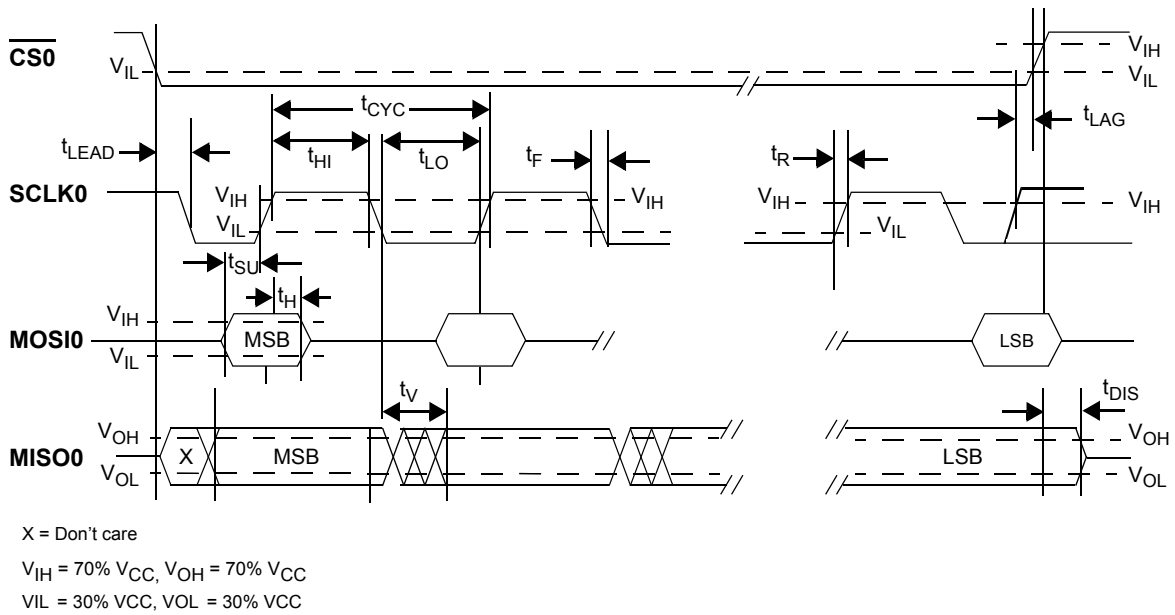 CS0
VIL
VIH
VIL
tCYC
tLAG
tLEAD
tHI
tLO
tF
tR
SCLK0
VIH
VIH
VIH
VIH
VIL
VIL
tSU
tH
VIH
MOSI0
MSB
LSB
VIL
tV
tDIS
VOH
VOH
MISO0
X
MSB
LSB
VOL
VOL
X = Don't care
VIH = 70% VCC, VOH = 70% VCC
VIL = 30% VCC, VOL = 30% VCC